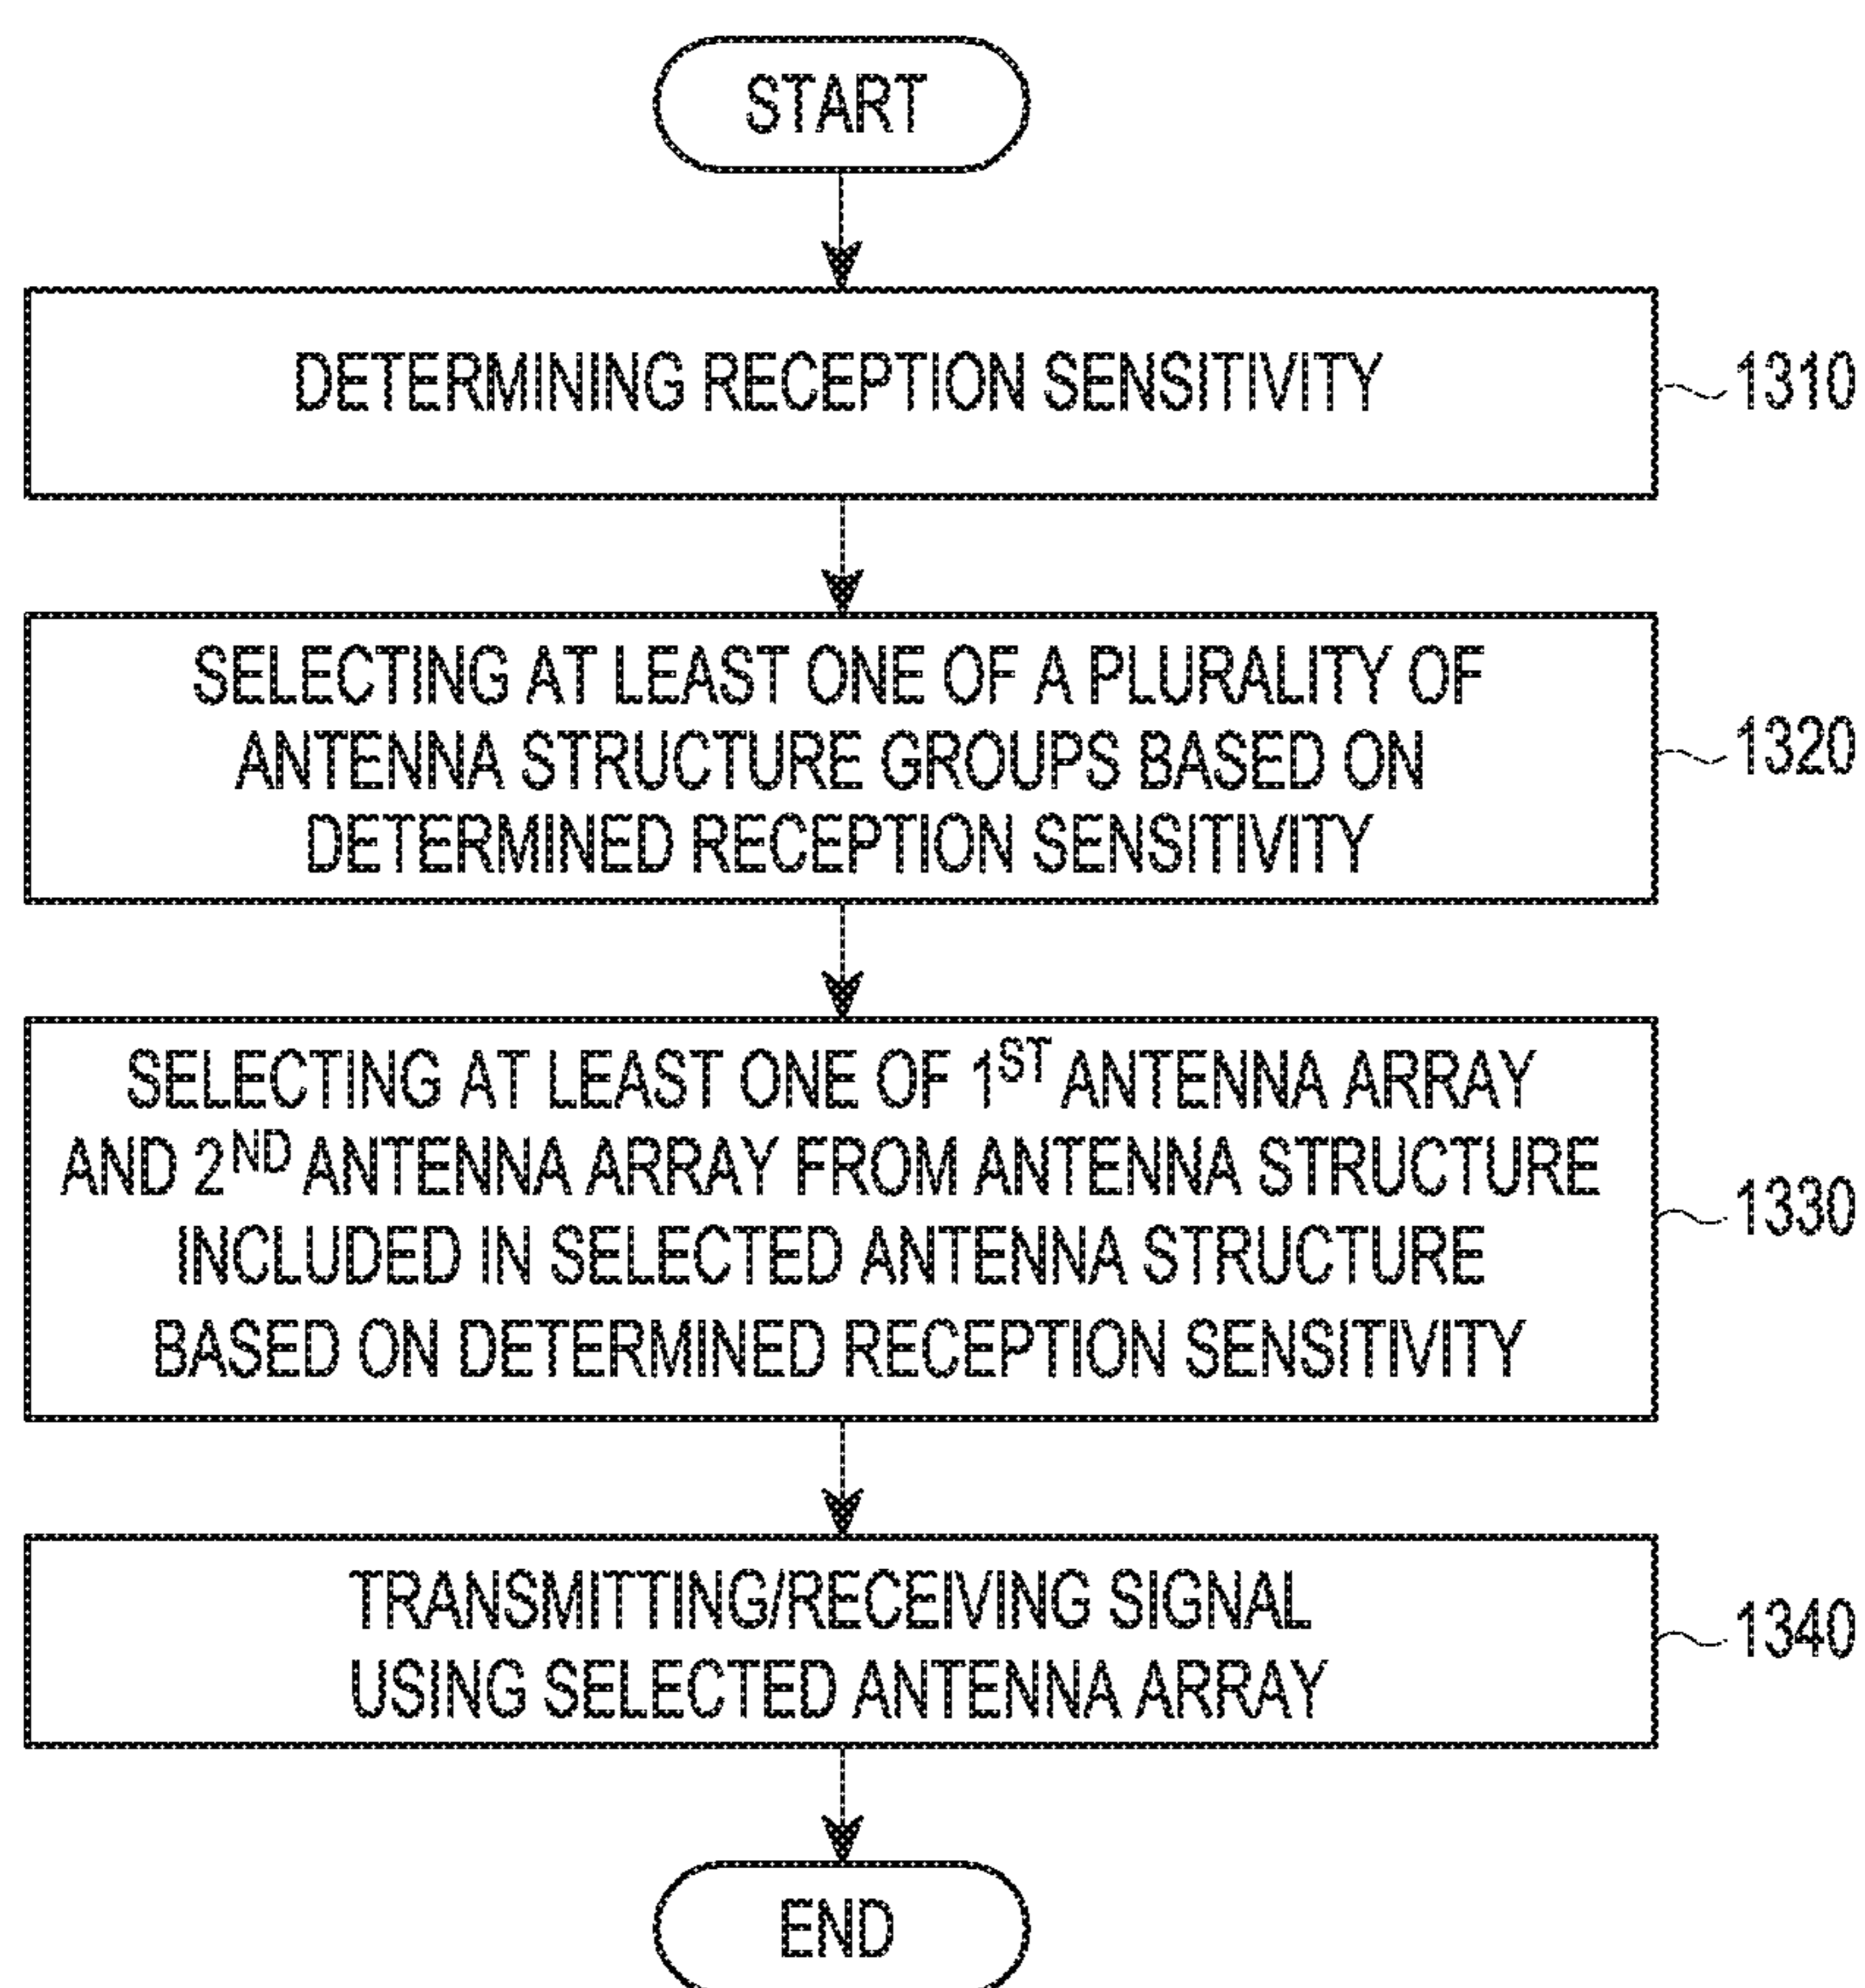 START
DETERMINING RECEPTION SENSITIVITY
1310
SELECTING AT LEAST ONE OF A PLURALITY OF
ANTENNA STRUCTURE GROUPS BASED ON
DETERMINED RECEPTION SENSITIVITY
1320
SELECTING AT LEAST ONE OF 1ST ANTENNA ARRAY
AND 2ND ANTENNA ARRAY FROM ANTENNA STRUCTURE
INCLUDED IN SELECTED ANTENNA STRUCTURE
BASED ON DETERMINED RECEPTION SENSITIVITY
1330
TRANSMITTING/RECEIVING SIGNAL
USING SELECTED ANTENNA ARRAY
1340
END